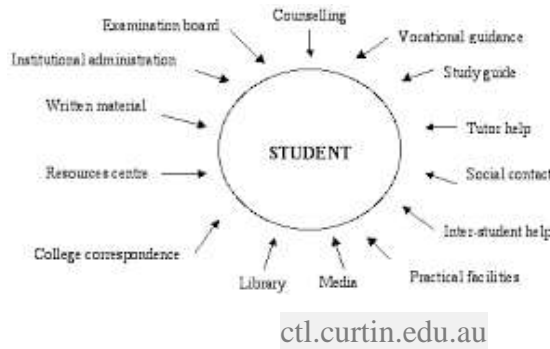 Counselling
Examination board
Vocational guidance
Institutional administration
Study guide
Written material
Tutor help
STUDENT
Resources centre
Social contact
Inter-student help
College correspondence
Library
Media
Practical facilities
ctl.curtin.edu.au